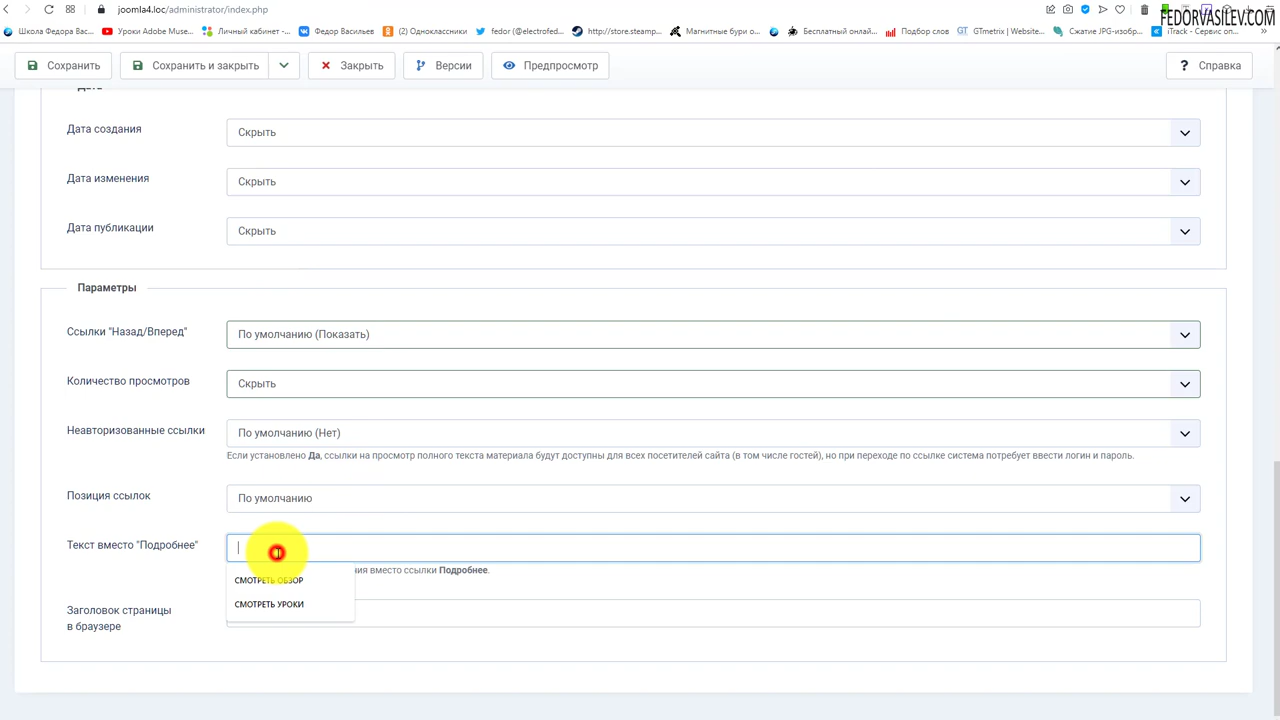 joomla4.loc/administrator/index.php
FEDORVASILEV.COM
Школа Федора Вас...
Уроки Adobe Muse...
Личный кабинет -...
Федор Васильев
(2) Одноклассники
fedor (@electrofed...
http://store.steamp...
Магнитные буры о...
Бесплатный онлай...
Подбор слов
GTmetrix | Website...
Сжатие JPG-изобр...
iTrack - Сервис оп...
Сохранить
Сохранить и закрыть
Закрыть
Версии
Предпросмотр
? Справка
Дата
Дата создания
Скрыть
Дата изменения
Скрыть
Дата публикации
Скрыть
Параметры
Ссылки "Назад/Вперед"
По умолчанию (Показать)
Количество просмотров
Скрыть
Неавторизованные ссылки
По умолчанию (Нет)
Если установлено Да, ссылки на просмотр полного текста материала будут доступны для всех посетителей сайта (в том числе гостей), но при переходе по ссылке система потребует ввести логин и пароль.
Позиция ссылок
По умолчанию
Текст вместо "Подробнее"
вместо ссылки Подробнее.
СМОТРЕТЬ ОБЗОР
СМОТРЕТЬ УРОКИ
Заголовок страницы
в браузере